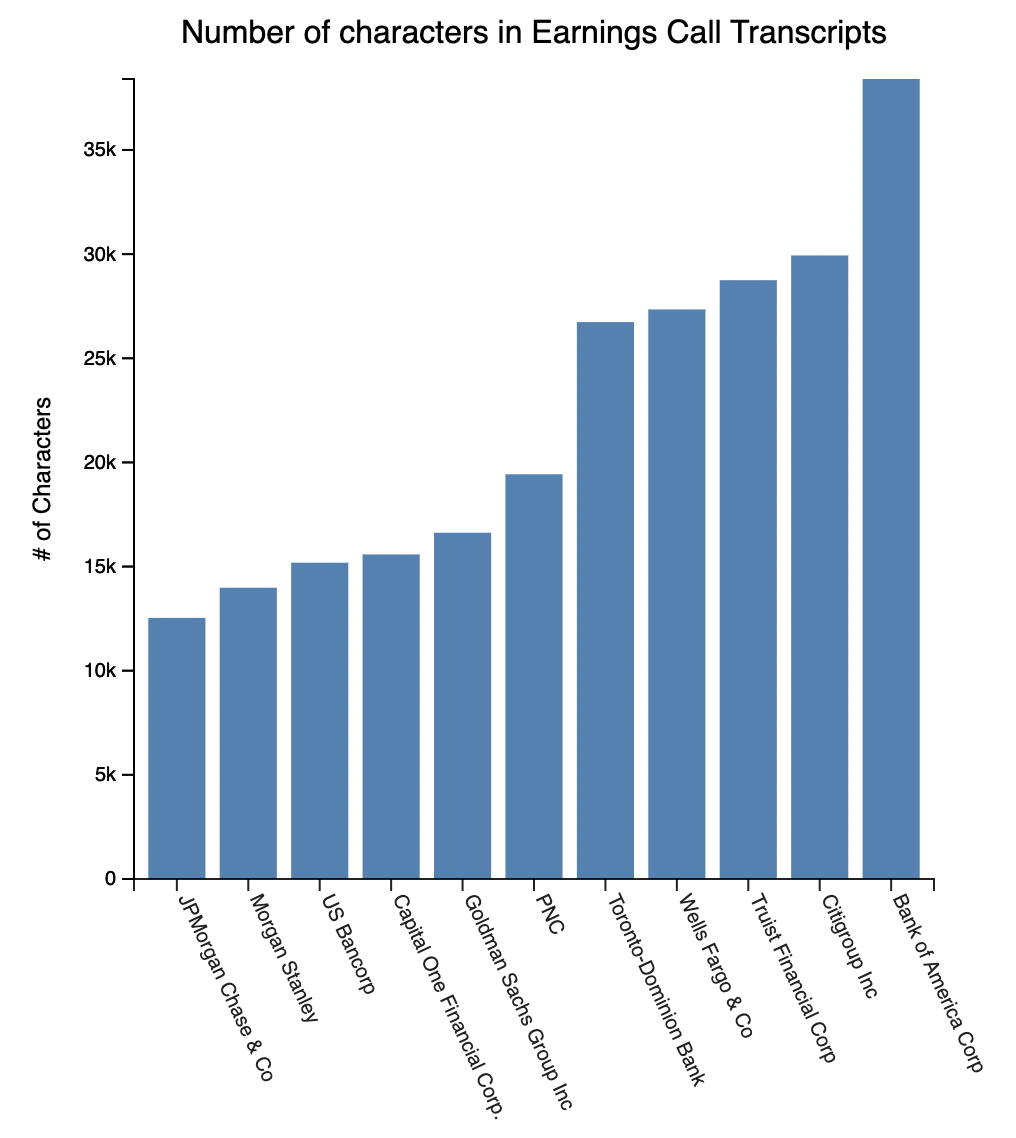 Number of characters in Earnings Call Transcripts
# of Characters
35k
30k
25k
20k
15k
10k
5k
0
JPMorgan Chase & Co
Morgan Stanley
US Bancorp
Capital One Financial Corp.
Goldman Sachs Group Inc
PNC
Toronto-Dominion Bank
Wells Fargo & Co
Truist Financial Corp
Citigroup Inc
Bank of America Corp